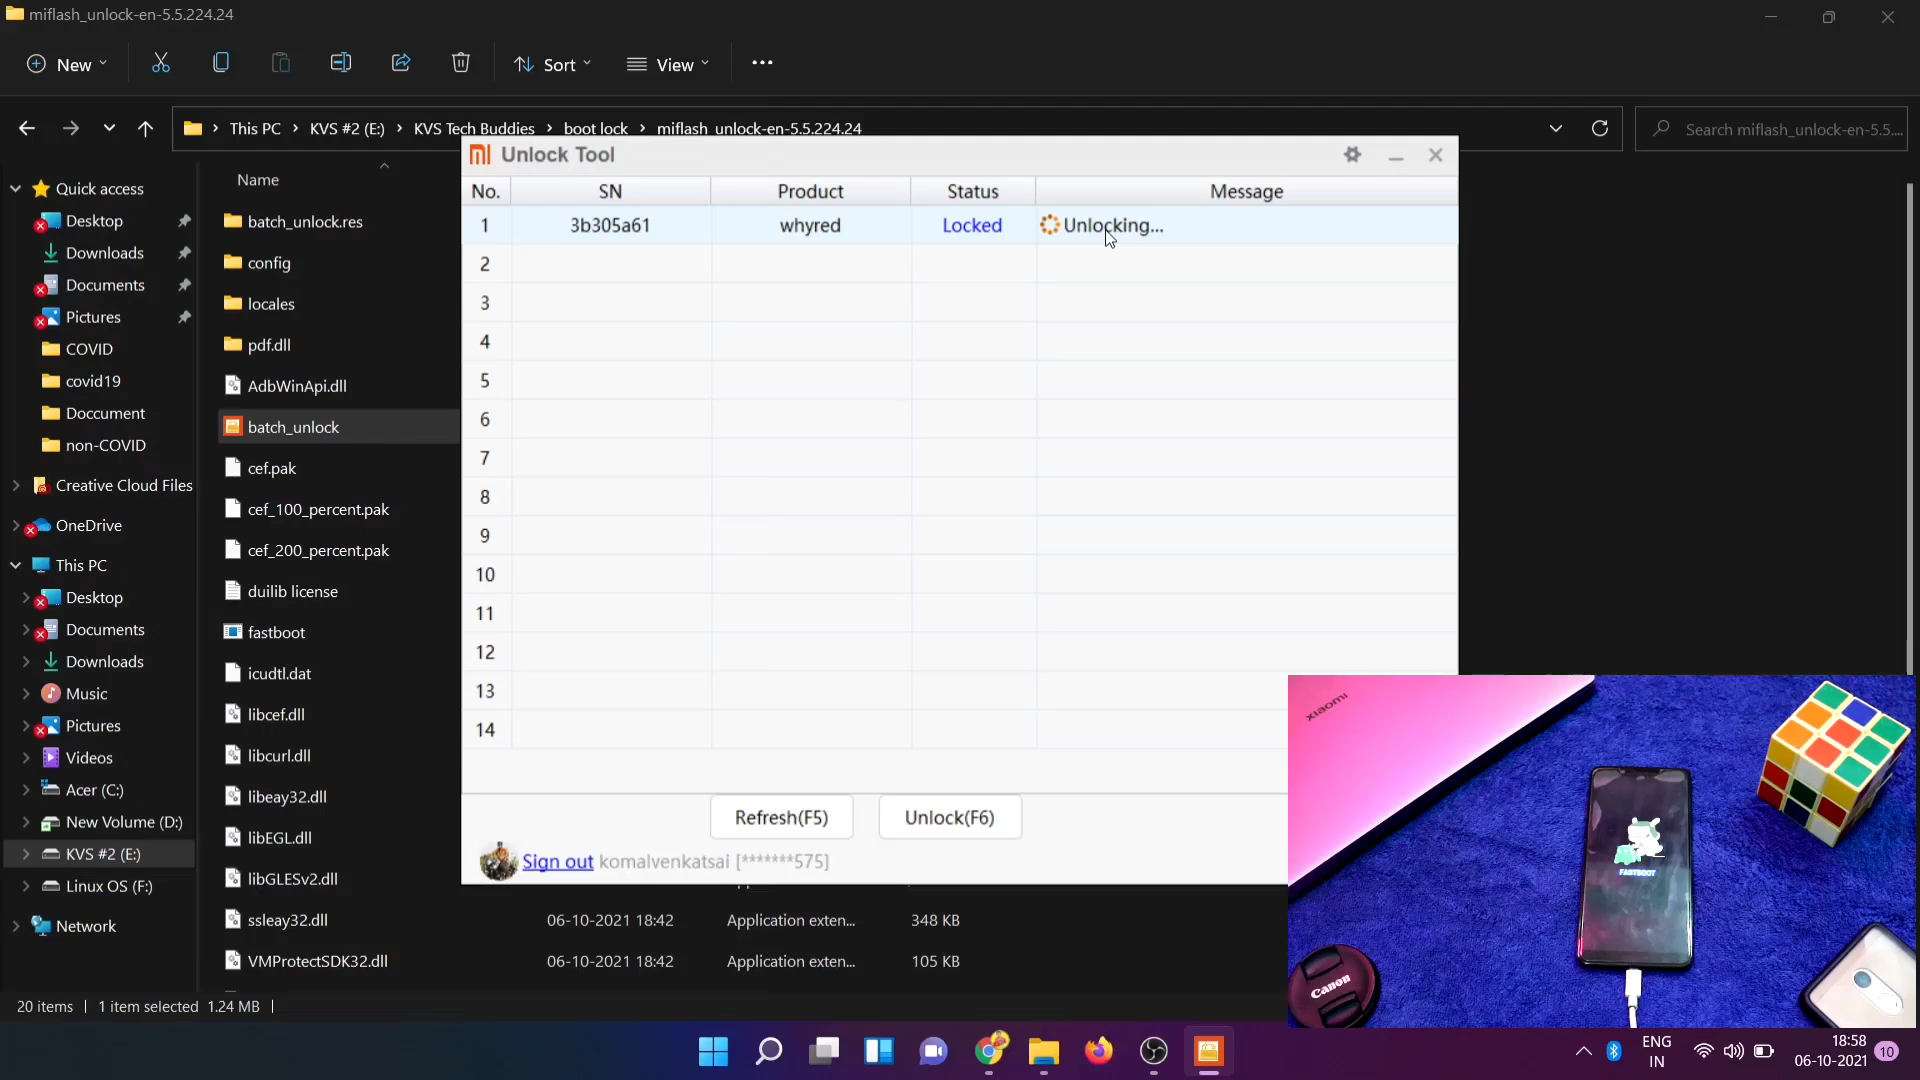 miflash_unlock-en-5.5.224.24
New
Sort
View
This PC
KVS #2 (E:)
KVS Tech Buddies
boot lock
miflash_unlock-en-5.5.224.24
Search miflash_unlock-en-5.5....
Quick access
Desktop
Downloads
Documents
Pictures
COVID
covid19
Doccument
non-COVID
Creative Cloud Files
OneDrive
This PC
Desktop
Documents
Downloads
Music
Pictures
Videos
Acer (C:)
New Volume (D:)
KVS #2 (E:)
Linux OS (F:)
Network
Name
batch_unlock.res
config
locales
pdf.dll
AdbWinApi.dll
batch_unlock
cef.pak
cef_100_percent.pak
cef_200_percent.pak
duilib license
fastboot
icudtl.dat
libcef.dll
libcurl.dll
libeay32.dll
libEGL.dll
libGLESv2.dll
ssleay32.dll 06-10-2021 18:42 Application exten... 348 KB
VMProtectSDK32.dll 06-10-2021 18:42 Application exten... 105 KB
Unlock Tool
No. SN Product Status Message
1 3b305a61 whyred Locked Unlocking...
2
3
4
5
6
7
8
9
10
11
12
13
14
Refresh(F5)
Unlock(F6)
Sign out komalvenkatsai [*******575]
xiaomi
FASTBOOT
Canon
20 items
1 item selected 1.24 MB
ENG
IN
18:58
06-10-2021
10